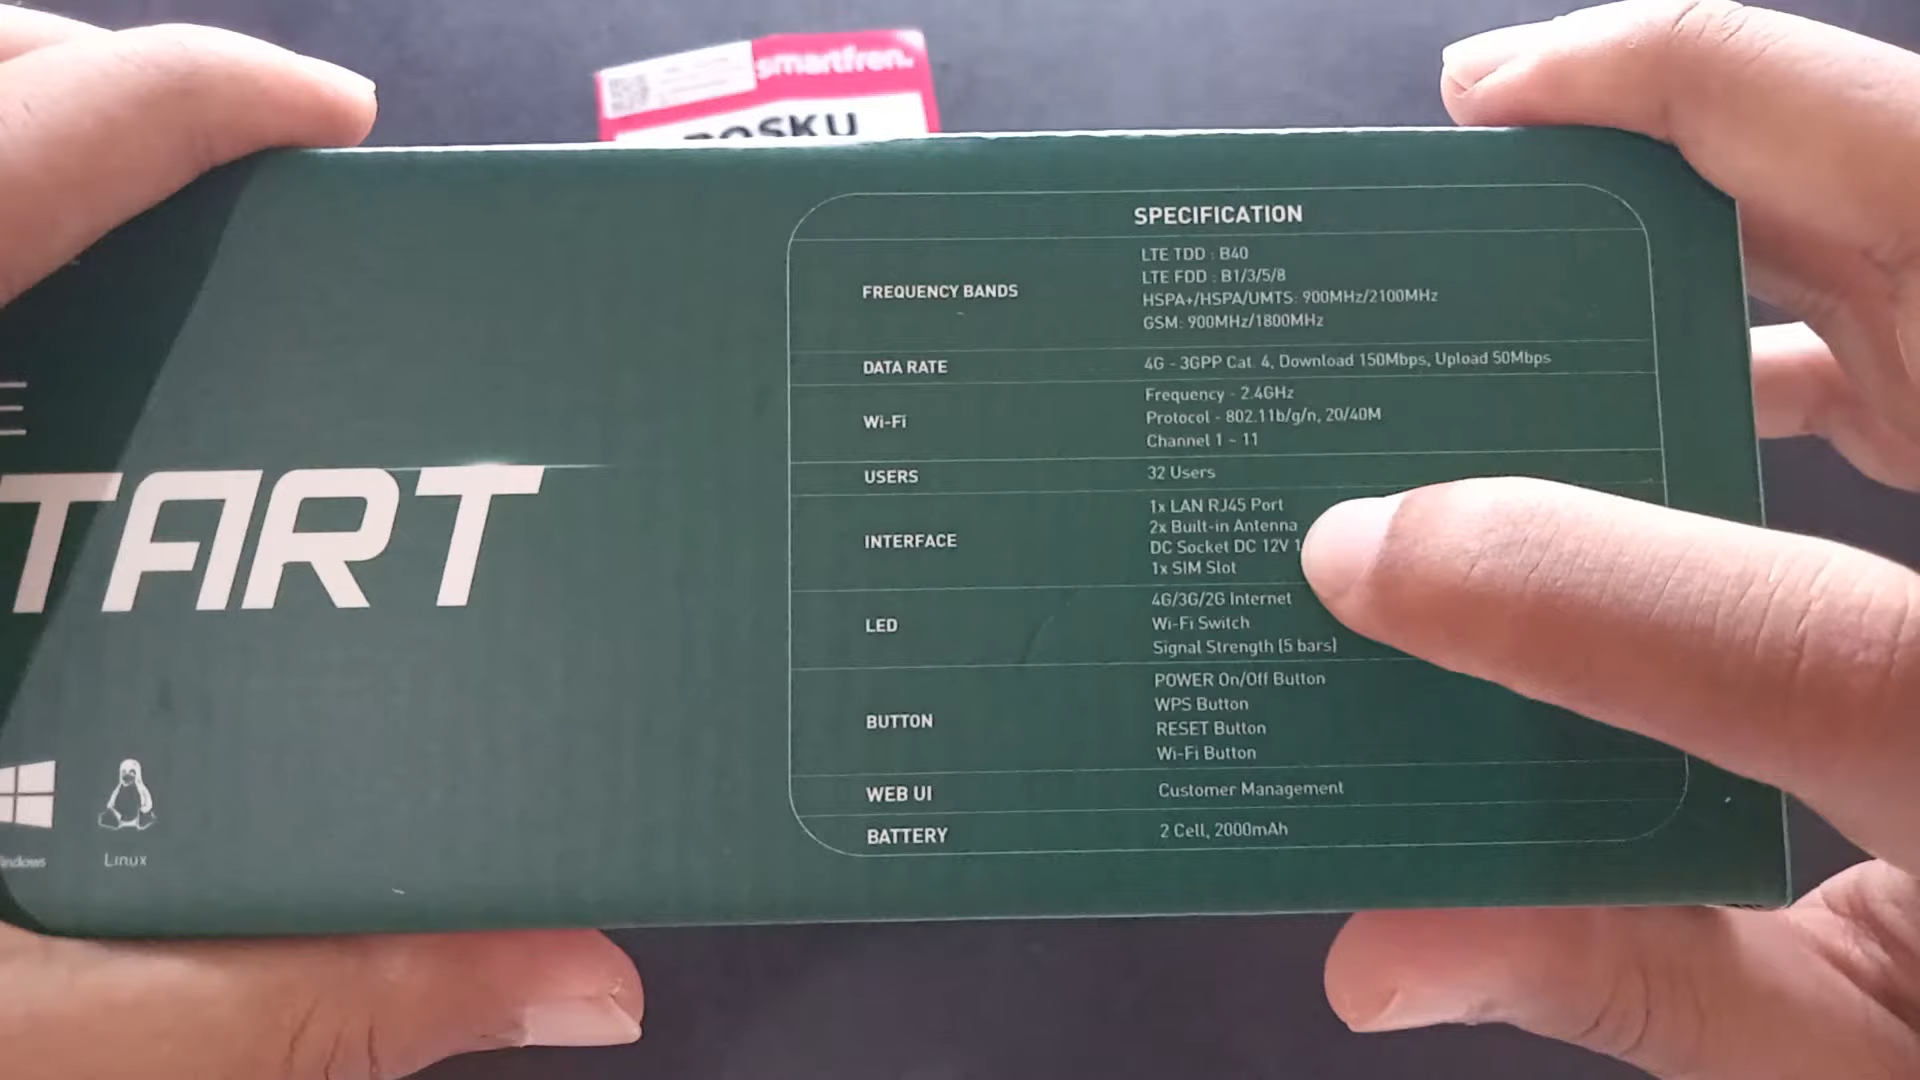 smartfren.
SPECIFICATION
FREQUENCY BANDS
LTE TDD : B40
LTE FDD : B1/3/5/8
HSPA+/HSPA/UMTS: 900MHz/2100MHz
GSM: 900MHz/1800MHz
DATA RATE
4G - 3GPP Cat. 4, Download 150Mbps, Upload 50Mbps
Wi-Fi
Frequency - 2.4GHz
Protocol - 802.11b/g/n, 20/40M
Channel 1 - 11
USERS
32 Users
INTERFACE
1x LAN RJ45 Port
2x Built-in Antenna
DC Socket DC 12V 1
1x SIM Slot
LED
4G/3G/2G Internet
Wi-Fi Switch
Signal Strength (5 bars)
BUTTON
POWER On/Off Button
WPS Button
RESET Button
Wi-Fi Button
WEB UI
Customer Management
BATTERY
2 Cell, 2000mAh
TART
indows
Linux